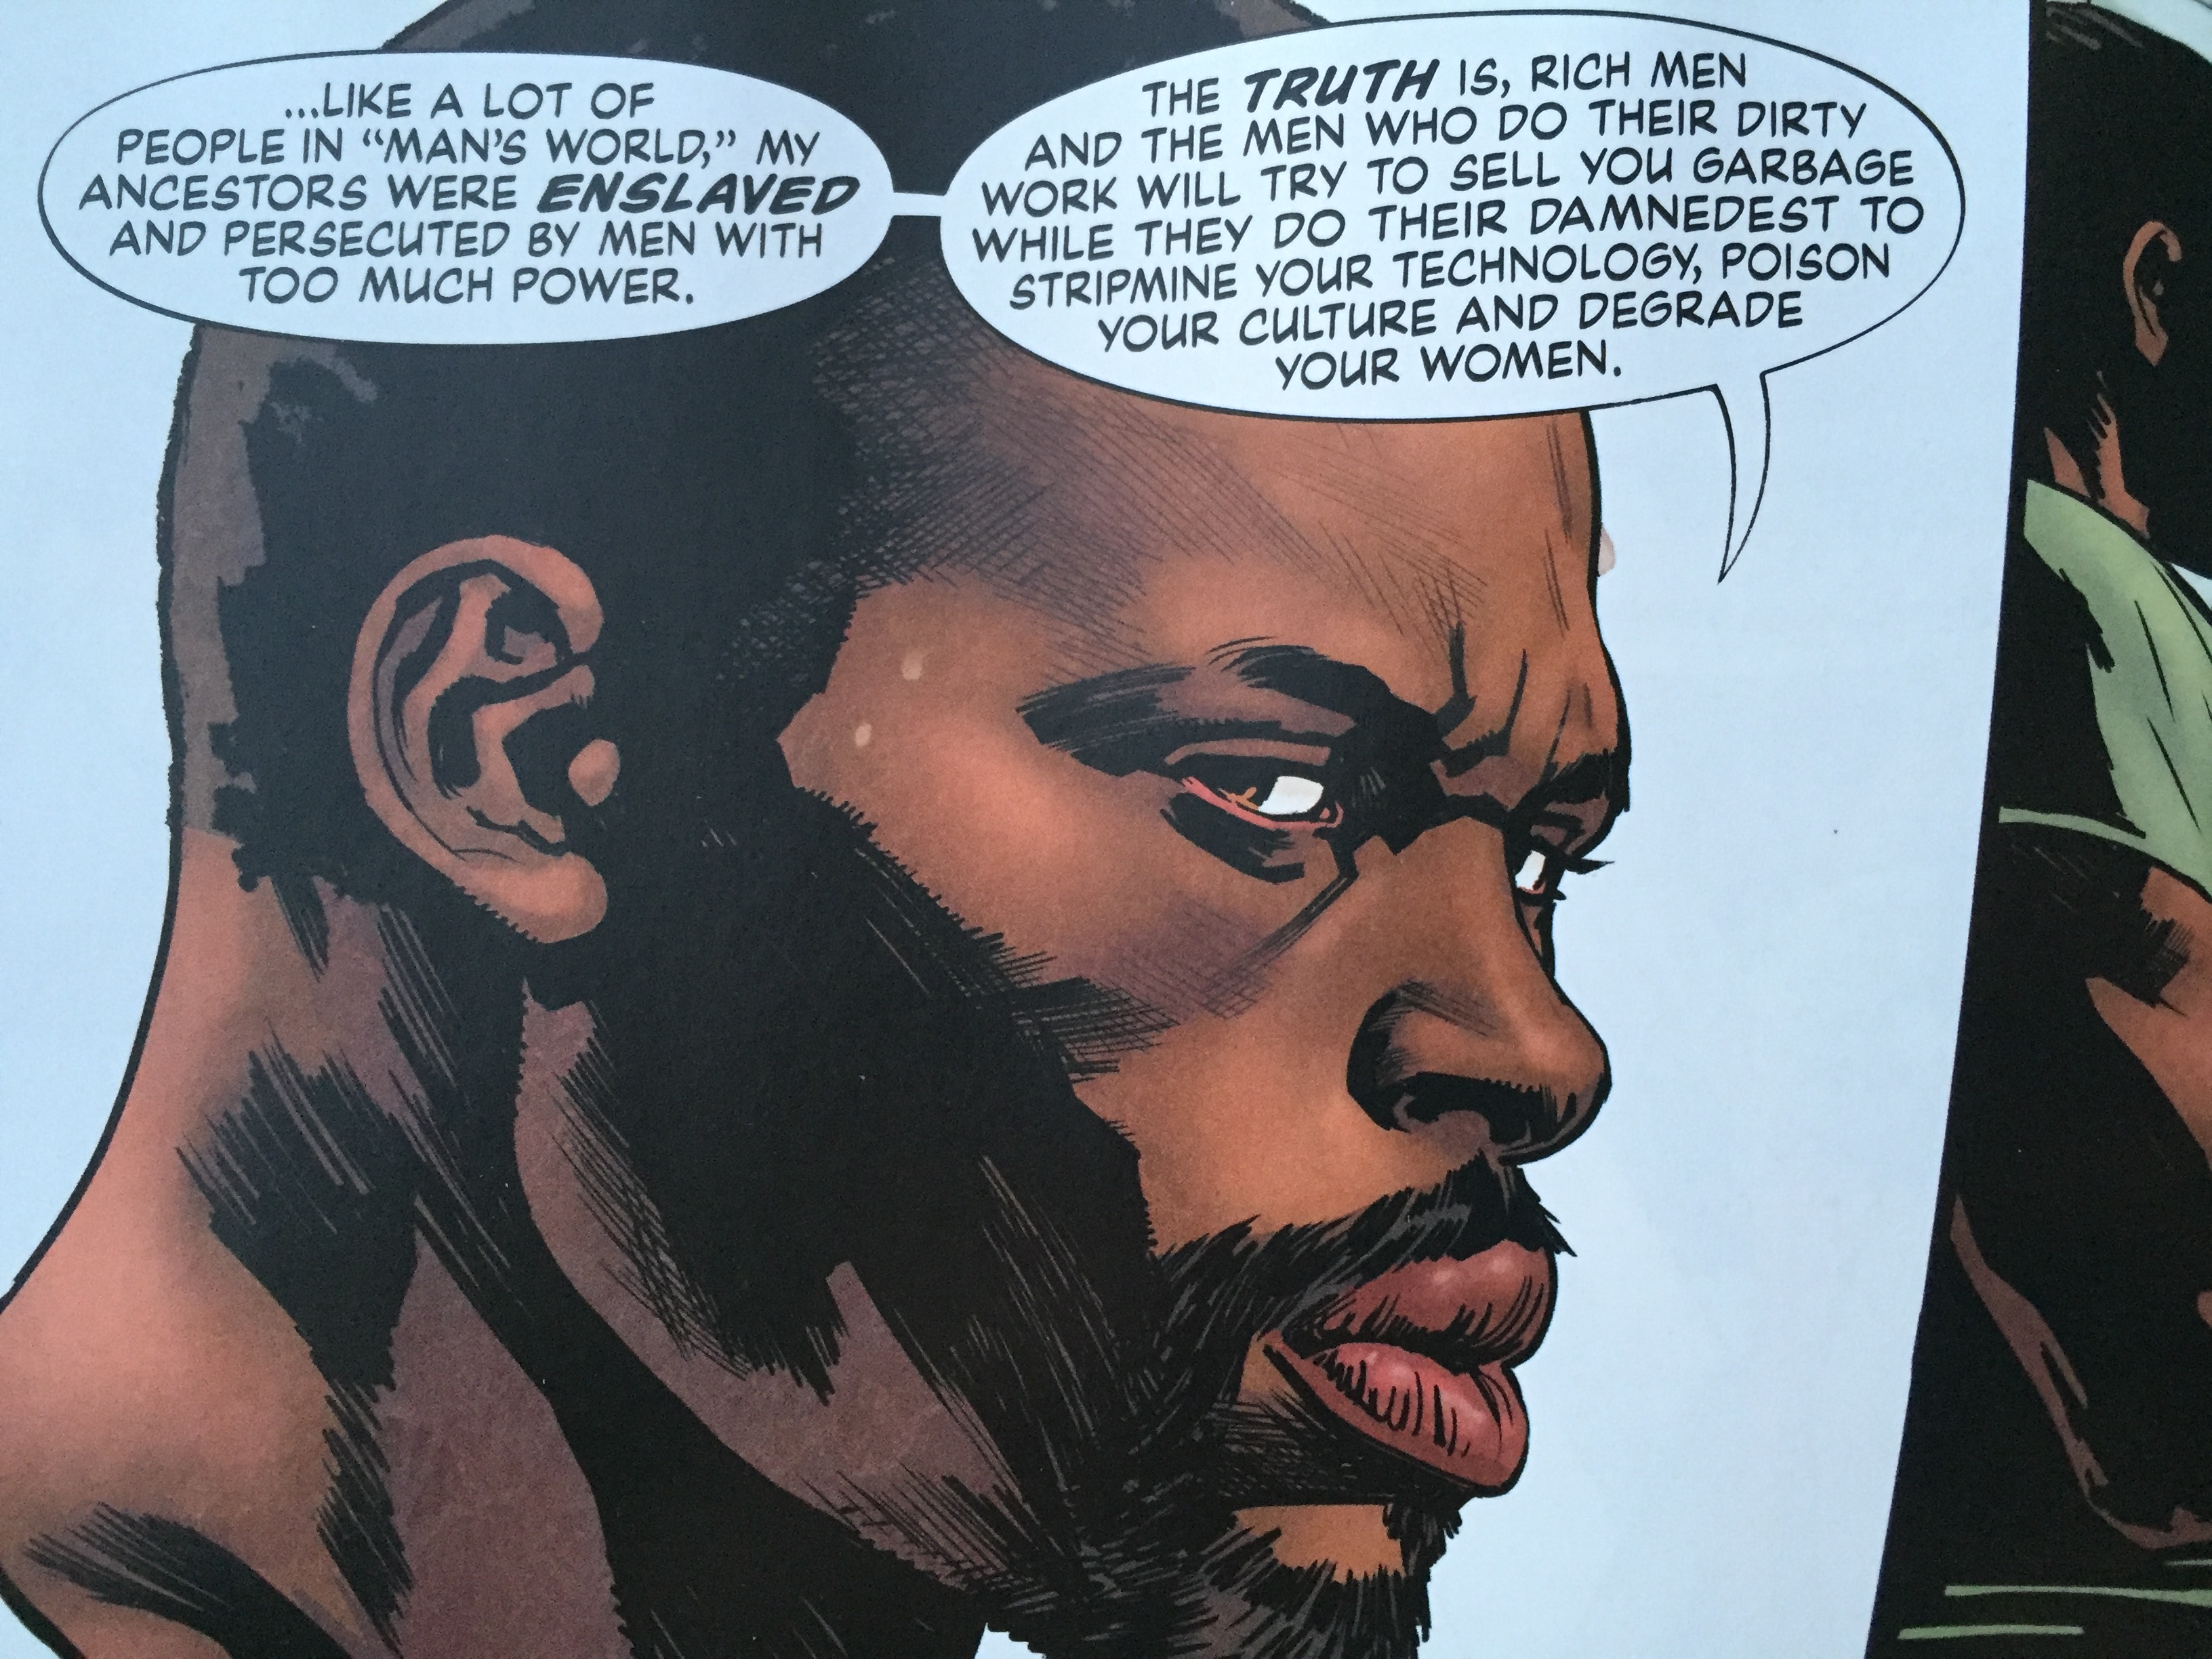 ...LIKE A LOT OF
PEOPLE IN "MAN'S WORLD," MY
ANCESTORS WERE ENSLAVED
AND PERSECUTED BY MEN WITH
TOO MUCH POWER.
THE TRUTH IS, RICH MEN
AND THE MEN WHO DO THEIR DIRTY
WORK WILL TRY TO SELL YOU GARBAGE
WHILE THEY DO THEIR DAMNEDEST TO
STRIPMINE YOUR TECHNOLOGY, POISON
YOUR CULTURE AND DEGRADE
YOUR WOMEN.